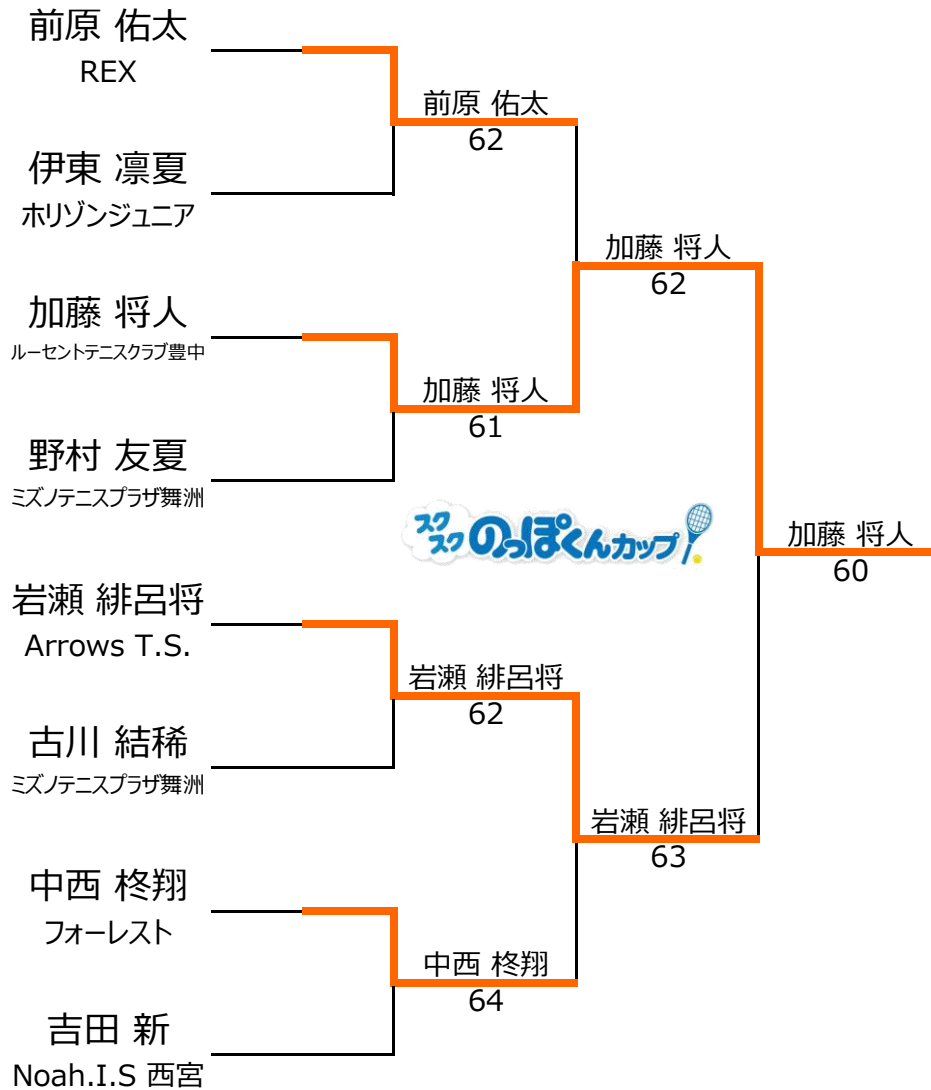 前原 佑太
REX
前原 佑太
62
伊東 凛夏
ホリゾンジュニア
加藤 将人
62
加藤 将人
ルーセントテニスクラブ豊中
加藤 将人
61
野村 友夏
ミズノテニスプラザ舞洲
スクスク のっぽくんカップ
加藤 将人
60
岩瀬 緋呂将
Arrows T.S.
岩瀬 緋呂将
62
古川 結稀
ミズノテニスプラザ舞洲
岩瀬 緋呂将
63
中西 柊翔
フォーレスト
中西 柊翔
64
吉田 新
Noah.I.S 西宮